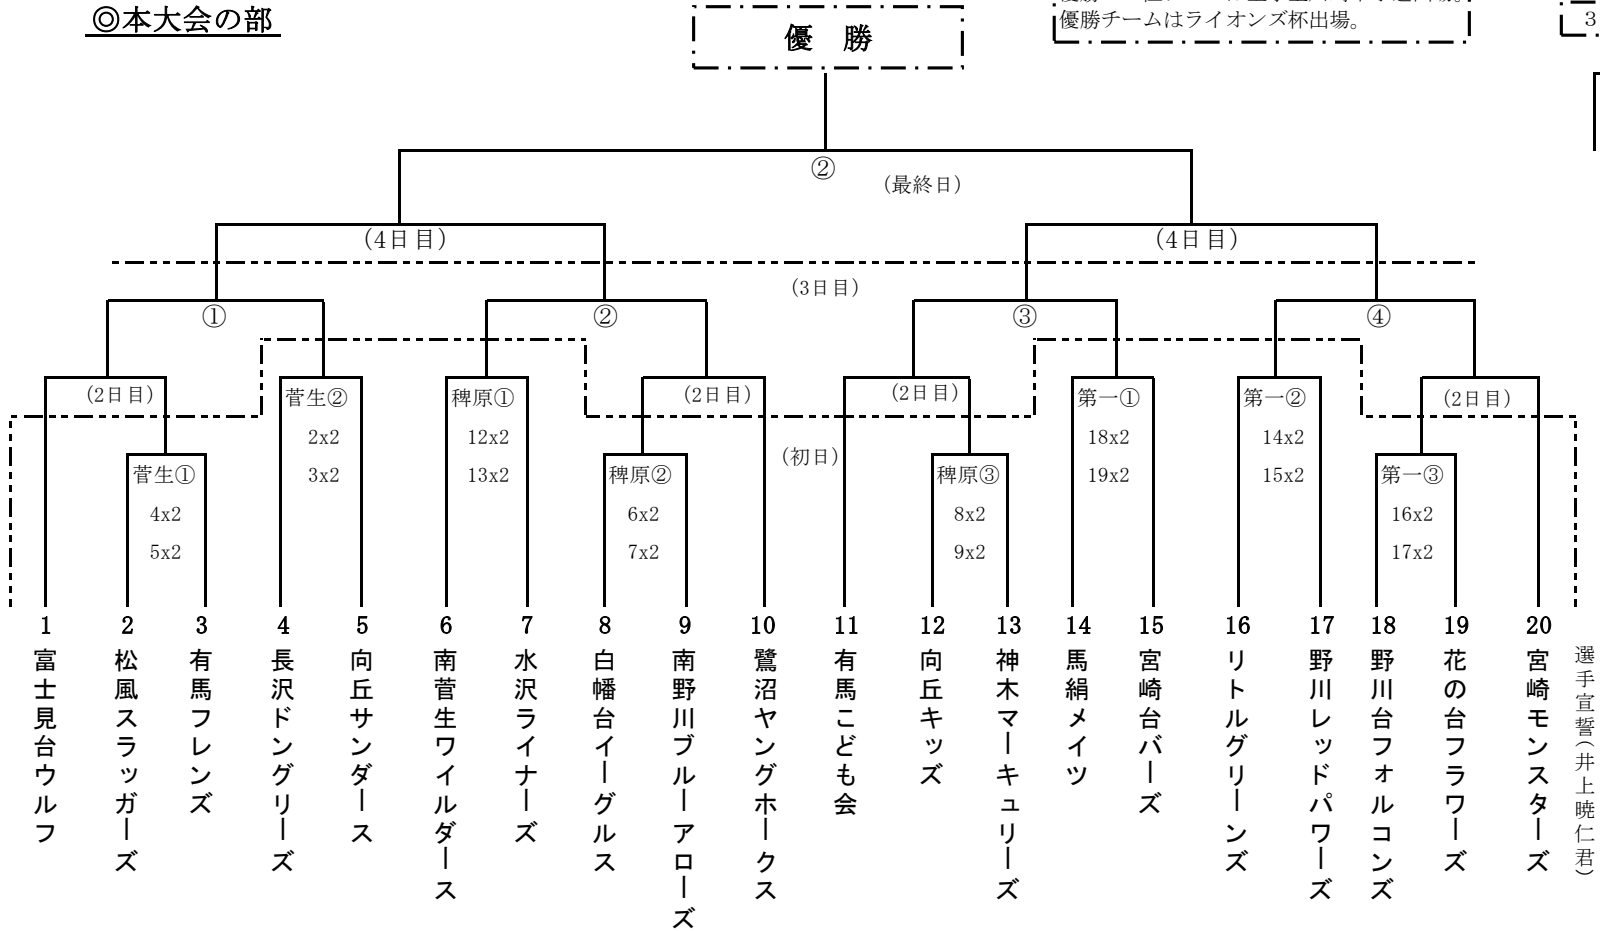 ◎本大会の部
優 勝
優勝チームはライオンズ杯出場。
3
②
(最終日)
(4日目)
(4日目)
(3日目)
①
②
③
④
(2日目)
菅生②
稗原①
(2日目)
(2日目)
第一①
第一②
(2日目)
2x2
12x2
18x2
14x2
(初日)
3x2
13x2
19x2
15x2
菅生①
稗原②
稗原③
第一③
4x2
6x2
8x2
16x2
5x2
7x2
9x2
17x2
1
富士見台ウルフ
2
松風スラッガーズ
3
有馬フレンズ
4
長沢ドングリーズ
5
向丘サンダース
6
南菅生ワイルダース
7
水沢ライナーズ
8
白幡台イーグルス
9
南野川ブルーアローズ
10
鷺沼ヤングホークス
11
有馬こども会
12
向丘キッズ
13
神木マーキュリーズ
14
馬絹メイツ
15
宮崎台バーズ
16
リトルグリーンズ
17
野川レッドパワーズ
18
野川台フォルコンズ
19
花の台フラワーズ
20
宮崎モンスターズ
選手宣誓(井上暁仁君)